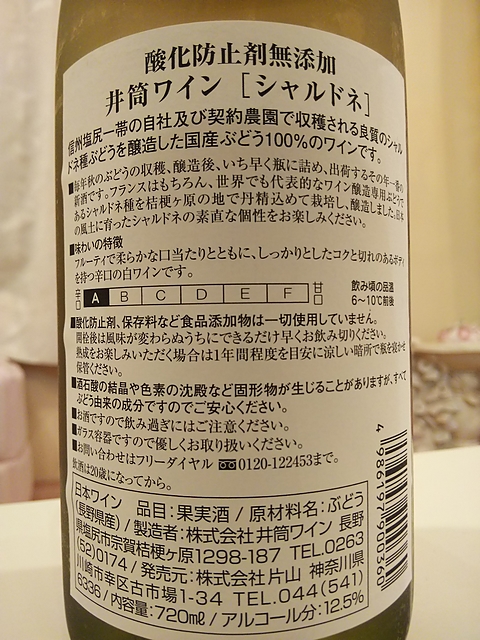 酸化防止剤無添加
井筒ワイン［シャルドネ］
信州塩尻一帯の自社及び契約農園で収穫される良質のシャル
ドネ種ぶどうを醸造した国産ぶどう100%のワインです。
■毎年秋のぶどうの収穫、醸造後、いち早く瓶に詰め、出荷するその年一番の
新酒です。フランスはもちろん、世界でも代表的なワイン醸造専用ぶどうで
あるシャルドネ種を桔梗ヶ原の地で丹精込めて栽培し、醸造しました。日本
の風土に育ったシャルドネの素直な個性をお楽しみください。
■味わいの特徴
フルーティで柔らかな口当たりとともに、しっかりとしたコクと切れのあるボディ
を持つ辛口の白ワインです。
辛口 A B C D E F 甘口
飲み頃の品温
6～10℃前後
■酸化防止剤、保存料など食品添加物は一切使用していません。
開栓後は風味が変わらぬうちにできるだけ早くお飲み切りください。
熟成をお楽しみいただく場合は1年間程度を目安に涼しい暗所で瓶を寝かせ
保管ください。
■酒石酸の結晶や色素の沈殿など固形物が生じることがありますが、すべて
ぶどう由来の成分ですのでご安心ください。
■お酒ですので飲み過ぎにはご注意ください。
■ガラス容器ですので優しくお取り扱いください。
■お問い合わせはフリーダイヤル 0120-122453まで。
飲酒は20歳になってから。
日本ワイン 品目：果実酒 / 原材料名：ぶどう
(長野県産) / 製造者：株式会社 井筒ワイン 長野
県塩尻市宗賀桔梗ヶ原1298-187 TEL.0263
(52)0174 / 発売元：株式会社片山 神奈川県
川崎市幸区古市場1-34 TEL.044(541)
6336 / 内容量：720ml / アルコール分：12.5%
4 986197 900360